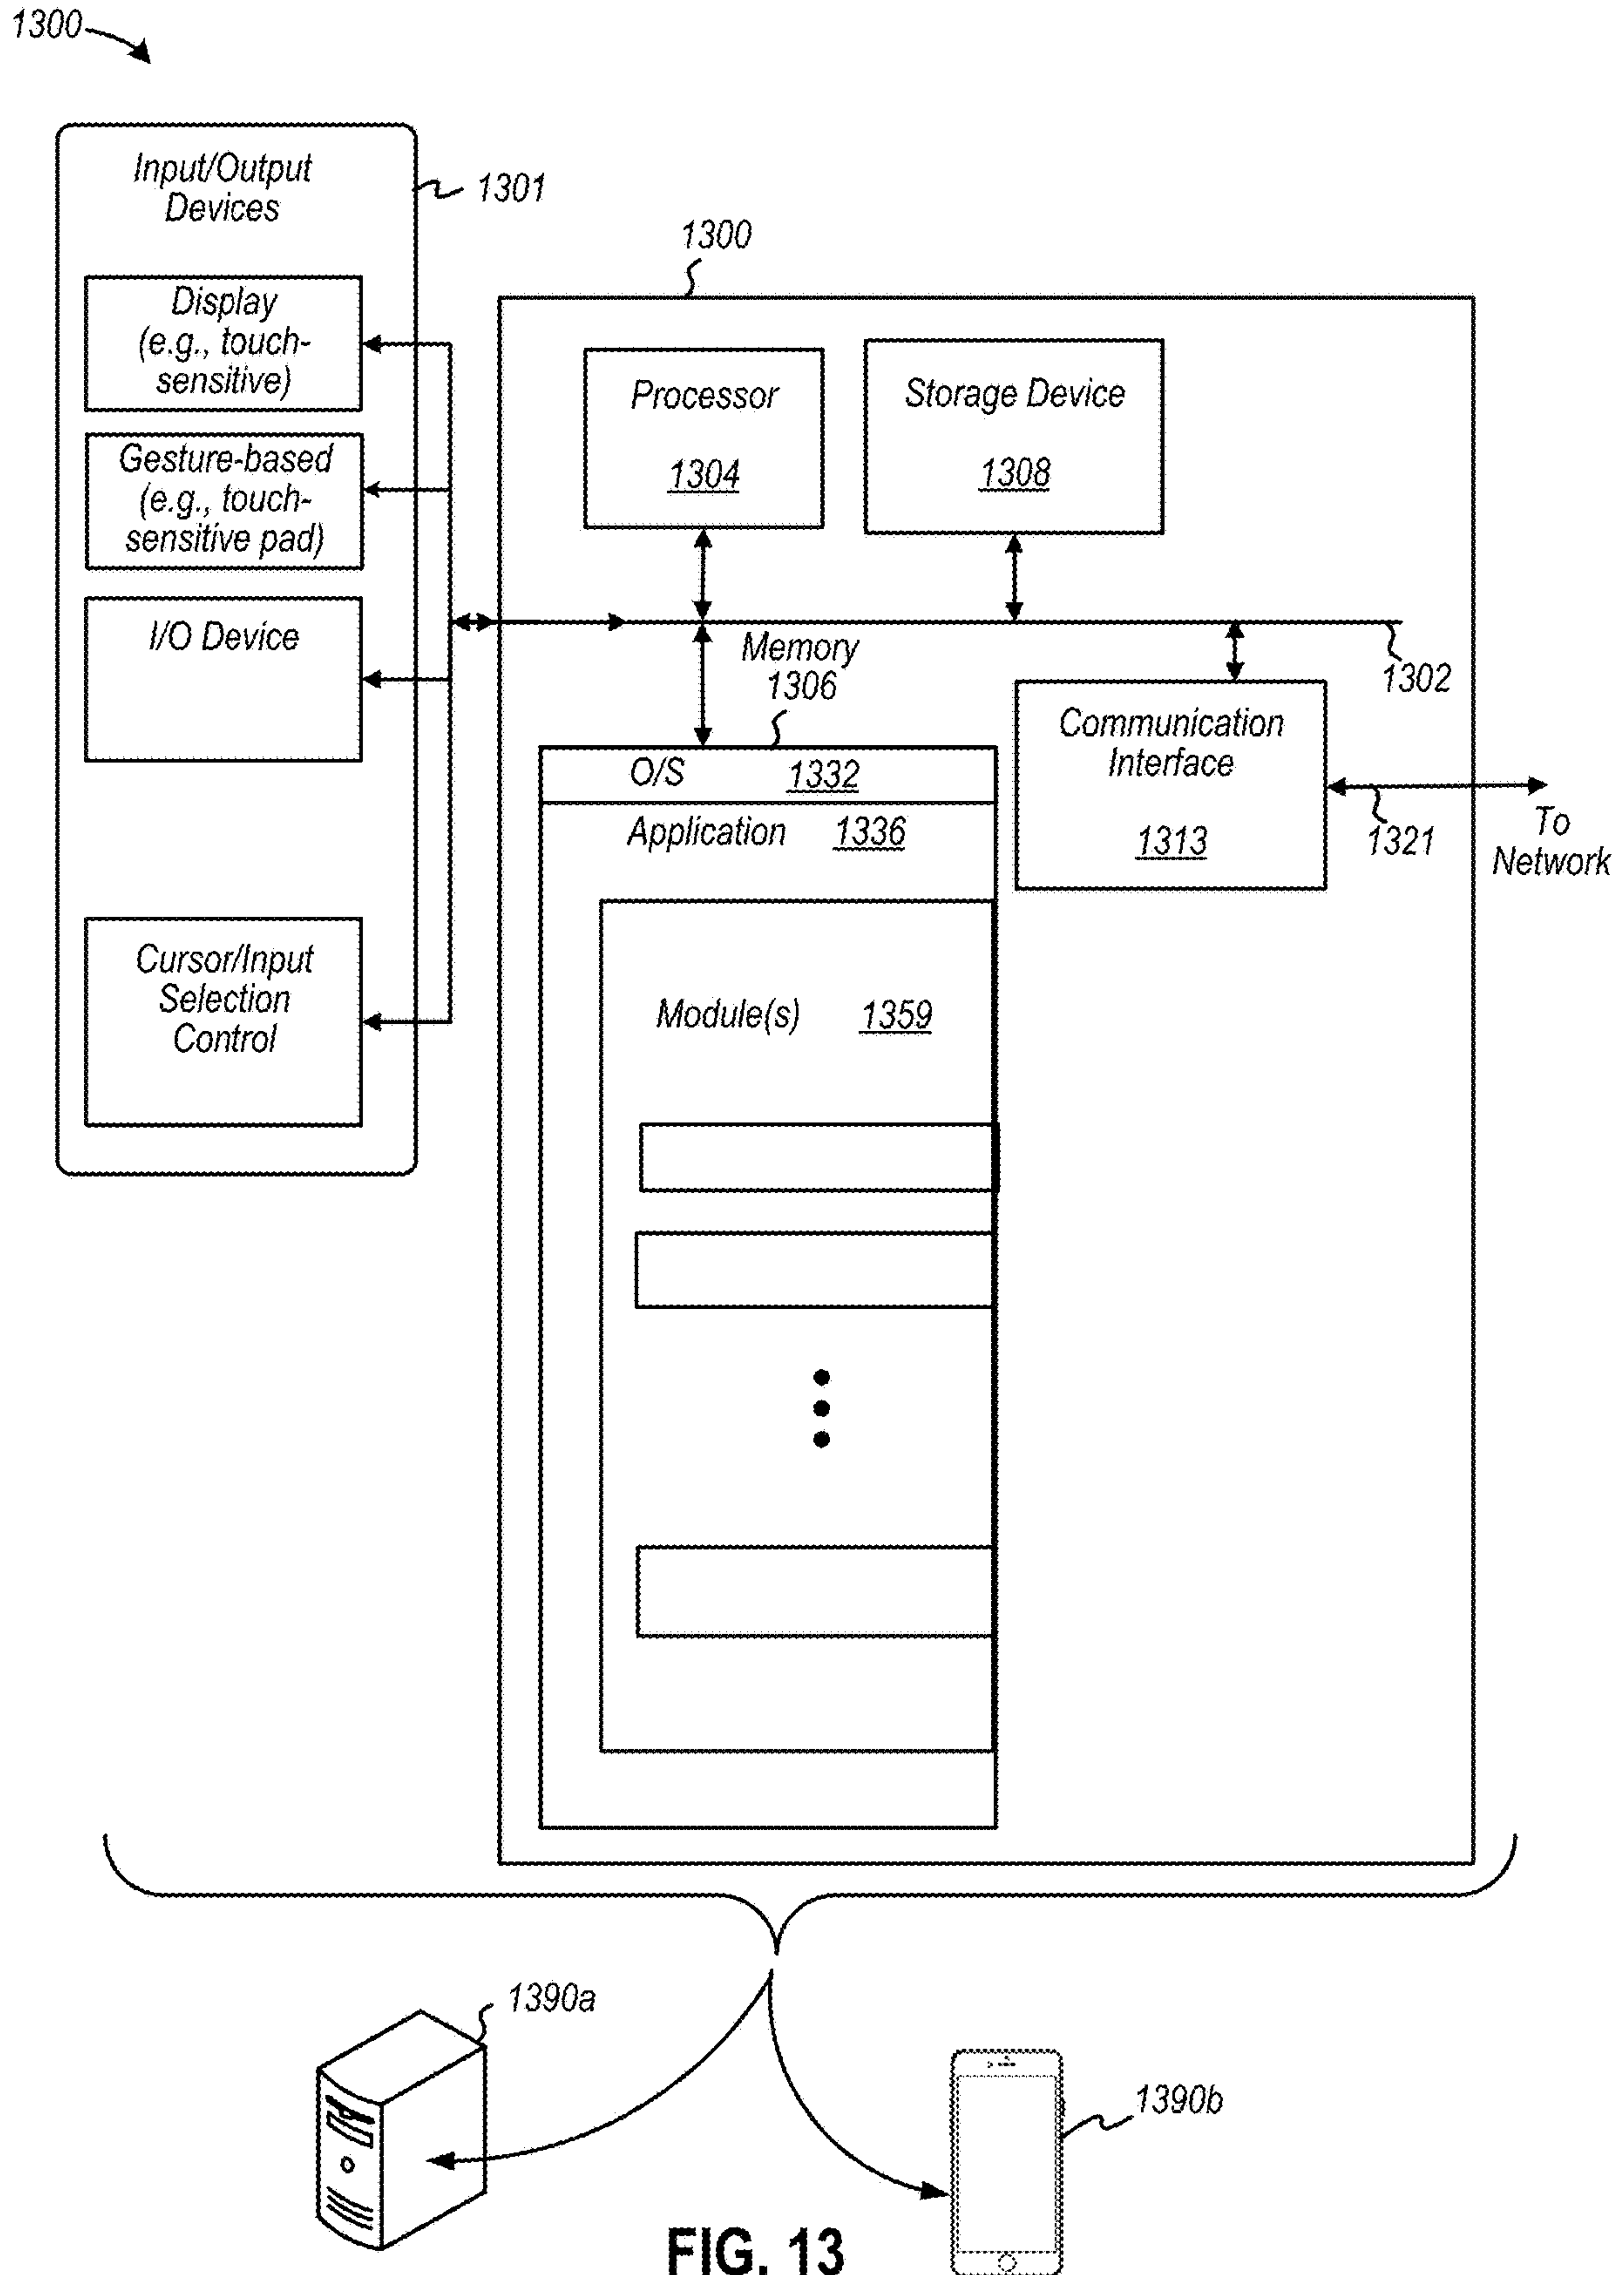 1300
Input/Output
Devices
1301
Display
(e.g., touch-
sensitive)
Gesture-based
(e.g., touch-
sensitive pad)
I/O Device
Cursor/Input
Selection
Control
1300
Processor
1304
Storage Device
1308
1302
Memory
1306
O/S 1332
Application 1336
Module(s) 1359
Communication
Interface
1313
1321
To
Network
1390a
1390b
FIG. 13